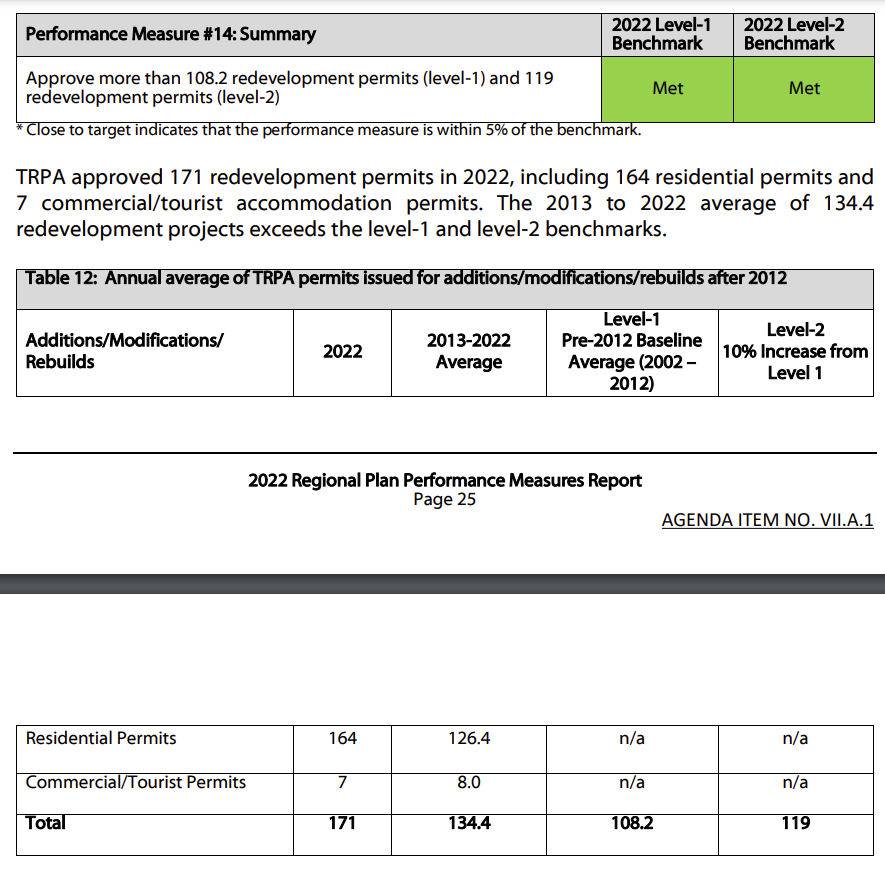 Performance Measure #14: Summary
2022 Level-1 Benchmark
2022 Level-2 Benchmark
Approve more than 108.2 redevelopment permits (level-1) and 119
redevelopment permits (level-2)
Met
Met
* Close to target indicates that the performance measure is within 5% of the benchmark.
TRPA approved 171 redevelopment permits in 2022, including 164 residential permits and
7 commercial/tourist accommodation permits. The 2013 to 2022 average of 134.4
redevelopment projects exceeds the level-1 and level-2 benchmarks.
Table 12: Annual average of TRPA permits issued for additions/modifications/rebuilds after 2012
Additions/Modifications/
Rebuilds
2022
2013-2022
Average
Level-1
Pre-2012 Baseline
Average (2002 –
2012)
Level-2
10% Increase from
Level 1
2022 Regional Plan Performance Measures Report
Page 25
AGENDA ITEM NO. VII.A.1
Residential Permits 164 126.4 n/a n/a
Commercial/Tourist Permits 7 8.0 n/a n/a
Total 171 134.4 108.2 119